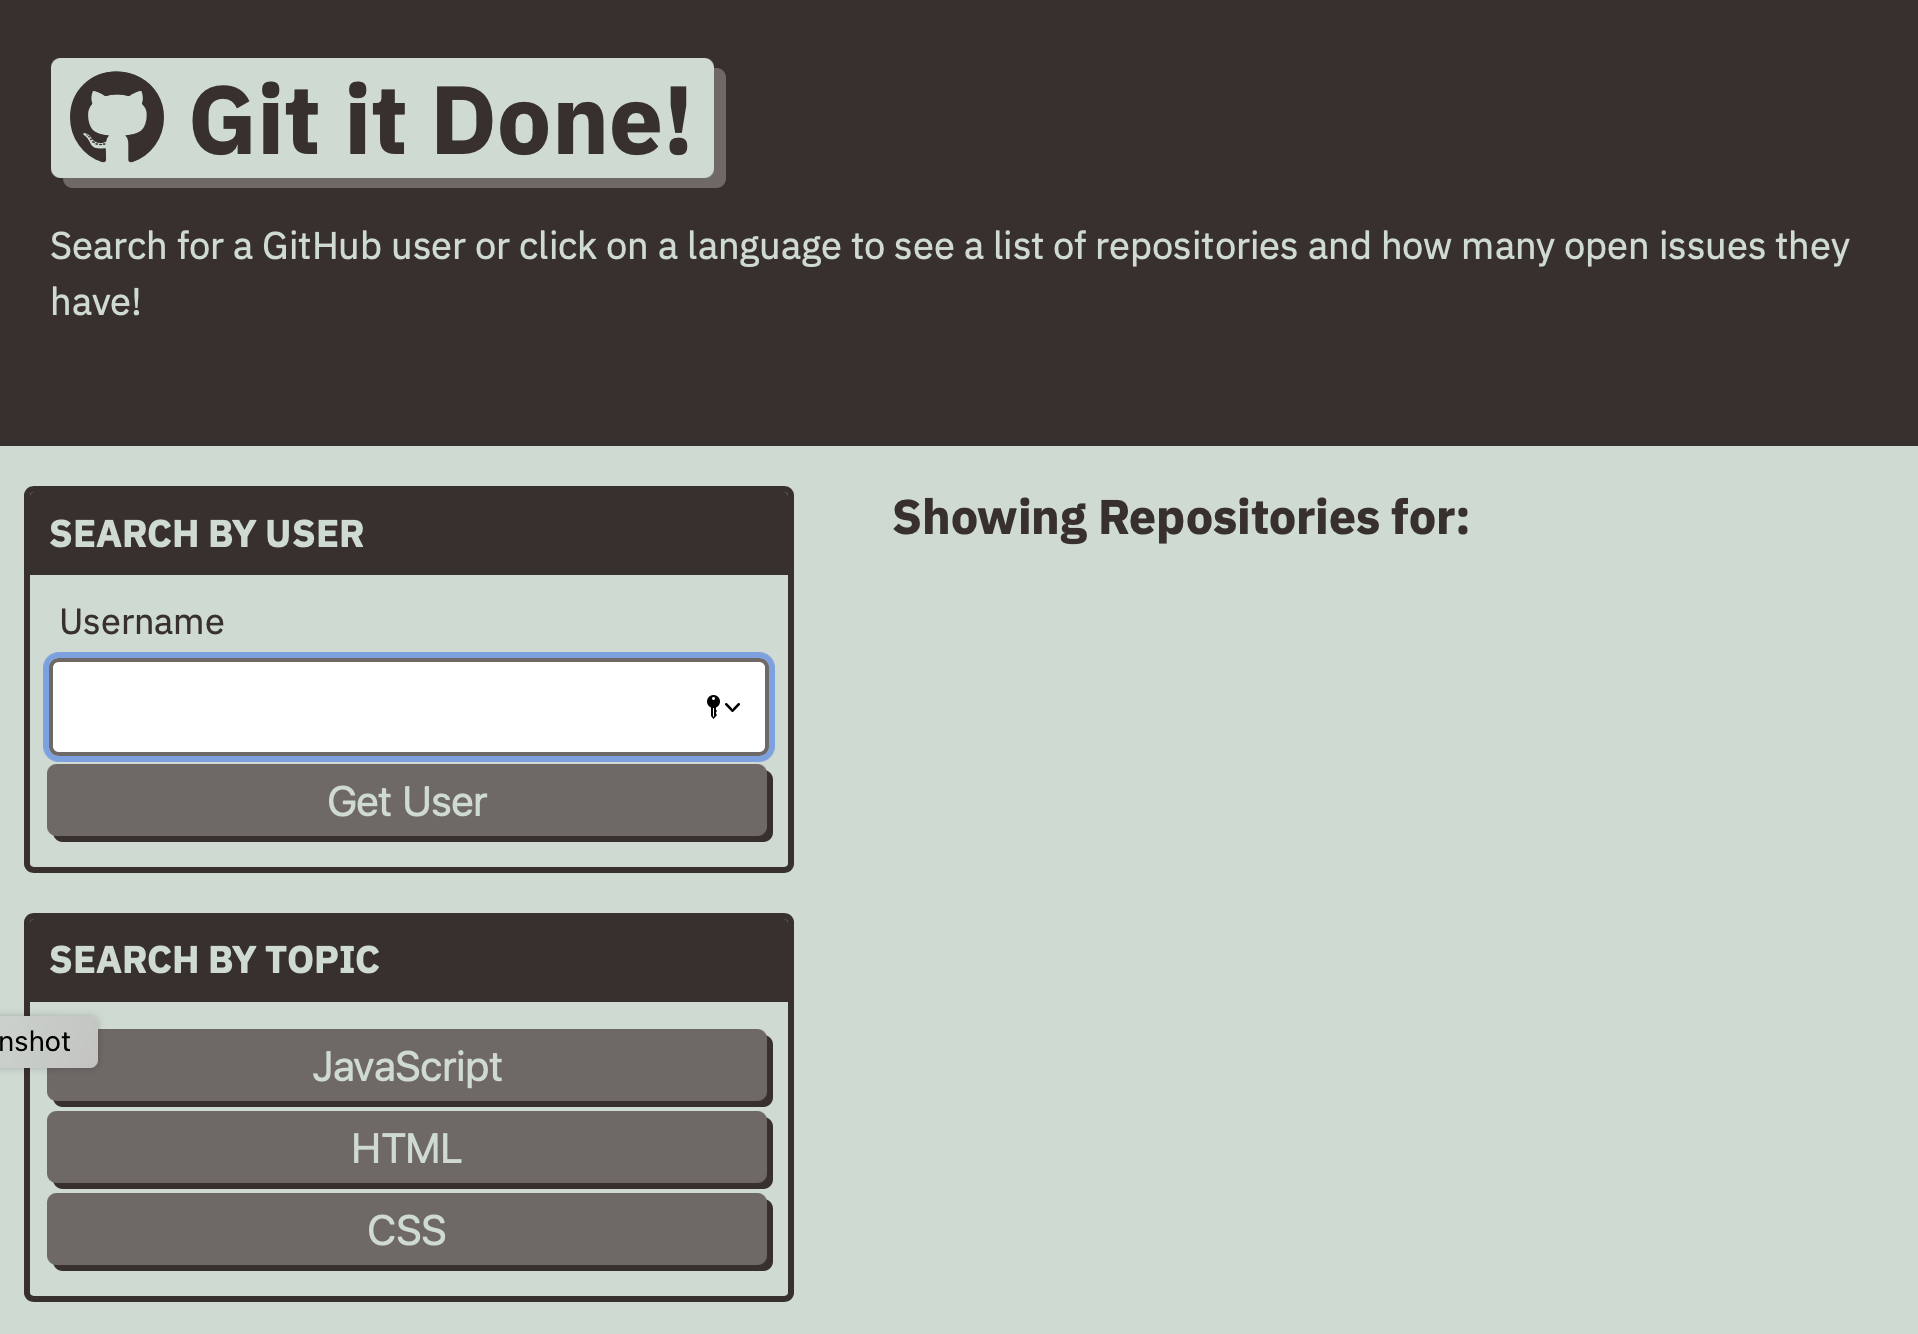 Git it Done!
Search for a GitHub user or click on a language to see a list of repositories and how many open issues they
have!
SEARCH BY USER
Username
Get User
Showing Repositories for:
SEARCH BY TOPIC
nshot
JavaScript
HTML
CSS